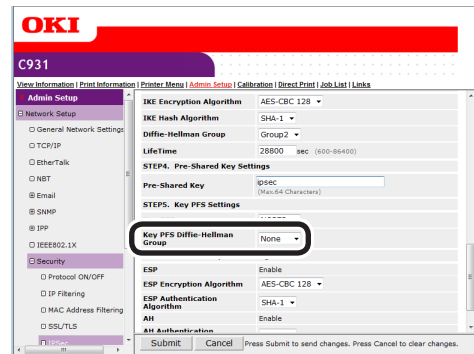 OKI
C931
View Information | Print Information | Printer Menu | Admin Setup | Calibration | Direct Print | Job List | Links
Admin Setup
Network Setup
General Network Settings
TCP/IP
EtherTalk
NBT
Email
SNMP
IPP
IEEE802.1X
Security
Protocol ON/OFF
IP Filtering
MAC Address Filtering
SSL/TLS
IPSec
IKE Encryption Algorithm AES-CBC 128
IKE Hash Algorithm SHA-1
Diffie-Hellman Group Group2
LifeTime 28800 sec (600-86400)
STEP4. Pre-Shared Key Settings
Pre-Shared Key ipsec
(Max.64 Characters)
STEP5. Key PFS Settings
Key PFS Diffie-Hellman
Group None
ESP Enable
ESP Encryption Algorithm AES-CBC 128
ESP Authentication
Algorithm SHA-1
AH Enable
AH Authentication
Submit Cancel Press Submit to send changes. Press Cancel to clear changes.